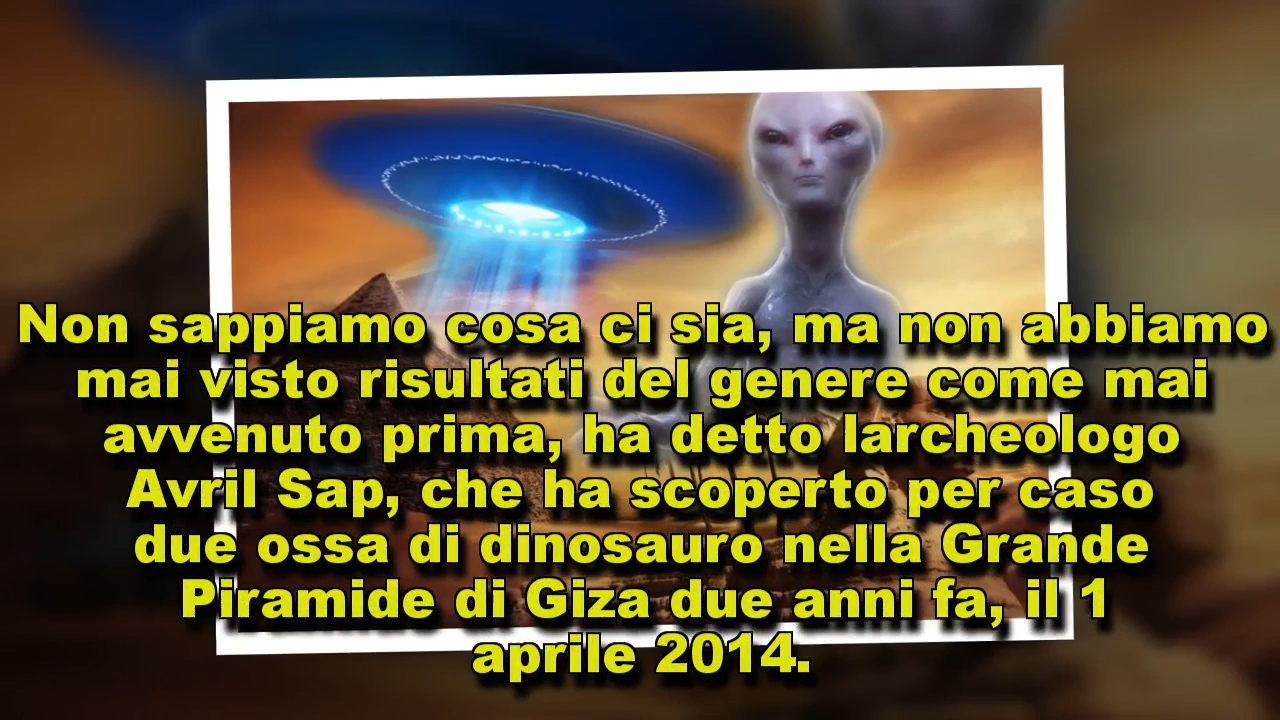 Non sappiamo cosa ci sia, ma non abbiamo
mai visto risultati del genere come mai
avvenuto prima, ha detto larcheologo
Avril Sap, che ha scoperto per caso
due ossa di dinosauro nella Grande
Piramide di Giza due anni fa, il 1
aprile 2014.